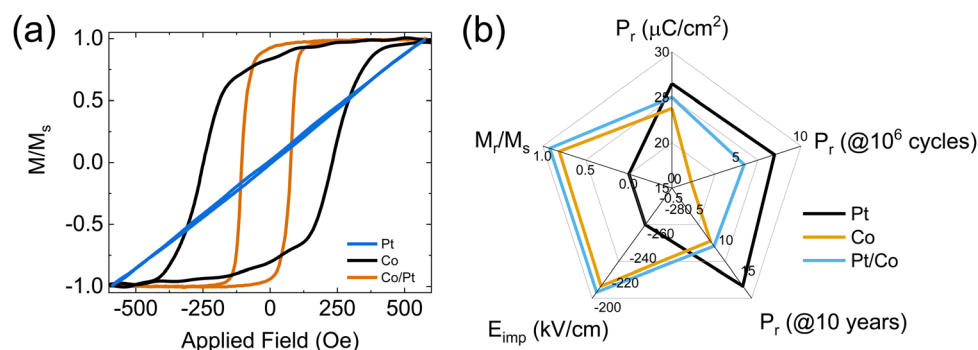 (a)
M/Mₛ
1.0
0.5
0.0
-0.5
-1.0
-500
-250
0
250
500
Applied Field (Oe)
Pt
Co
Co/Pt
(b)
Pᵣ (μC/cm²)
30
25
20
15
Pᵣ (@10⁶ cycles)
10
5
0
Pᵣ (@10 years)
15
10
5
0
Eᵢₘₚ (kV/cm)
-200
-220
-240
-260
-280
Mᵣ/Mₛ
1.0
0.5
0.0
-0.5
Pt
Co
Pt/Co